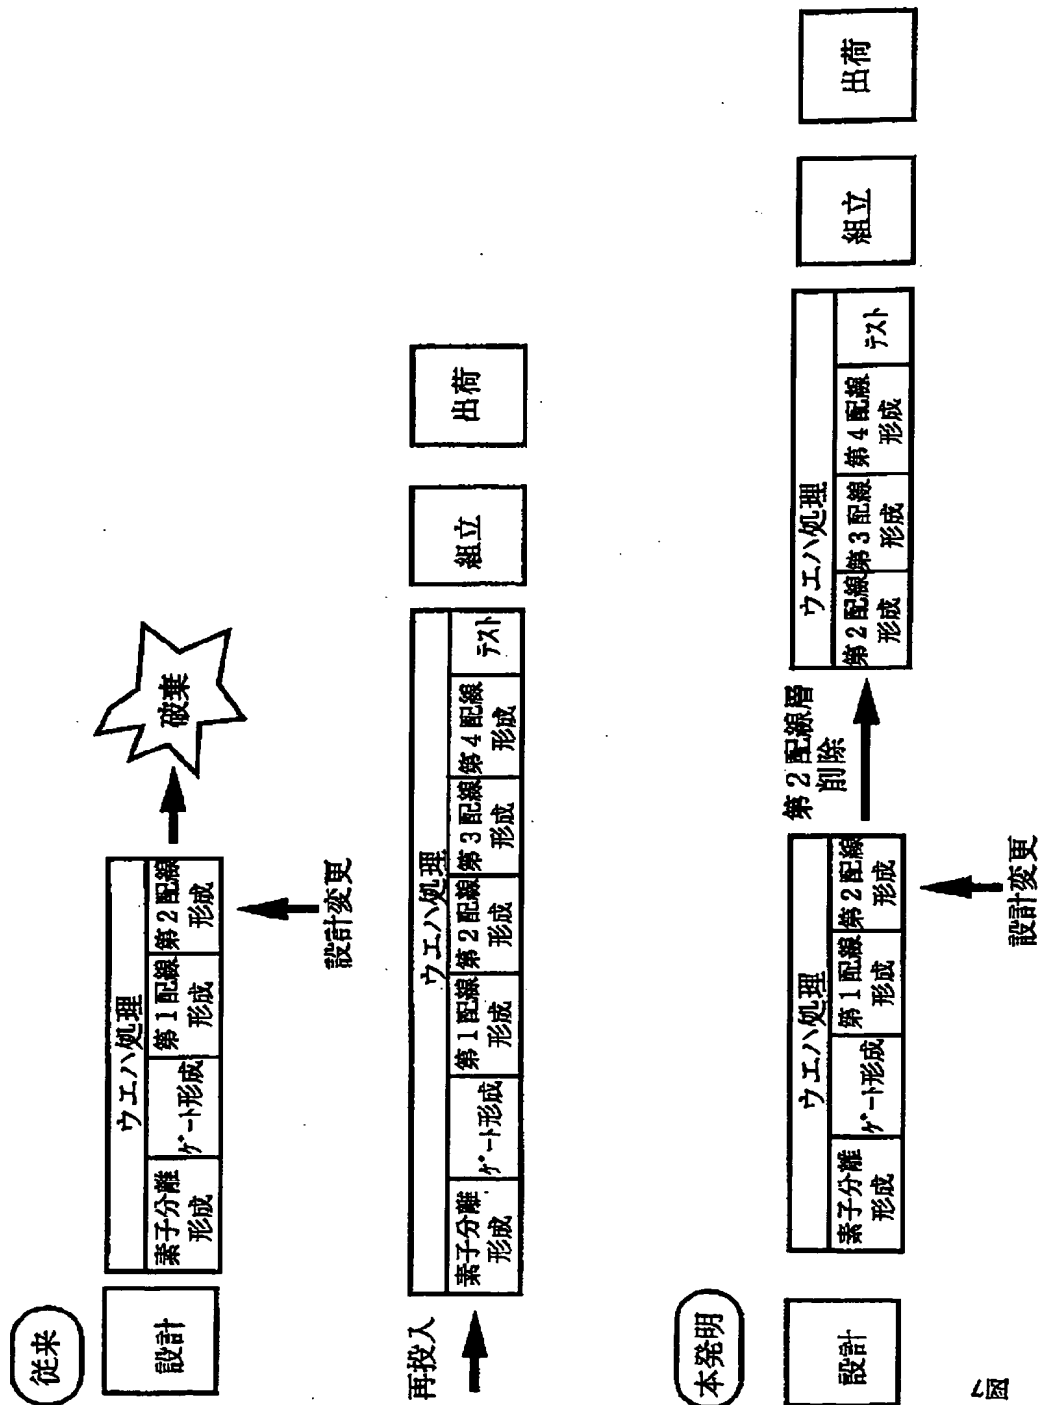 従来
設計
ウエハ処理
素子分離
形成
ゲート形成
第1配線
形成
第2配線
形成
設計変更
破棄
再投入
ウエハ処理
素子分離
形成
ゲート形成
第1配線
形成
第2配線
形成
第3配線
形成
第4配線
形成
テスト
組立
出荷
本発明
設計
ウエハ処理
素子分離
形成
ゲート形成
第1配線
形成
第2配線
形成
設計変更
第2配線層
削除
ウエハ処理
第2配線
形成
第3配線
形成
第4配線
形成
テスト
組立
出荷
図7